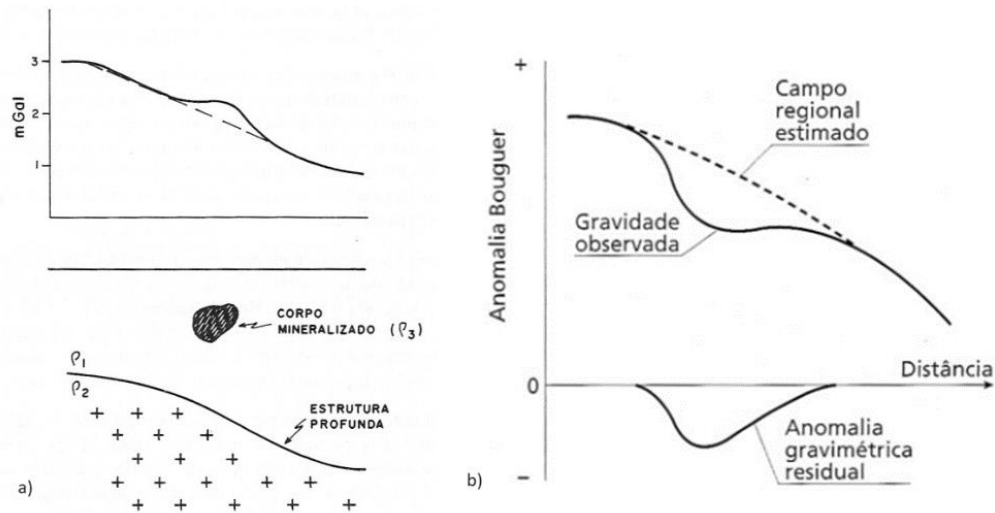 3
2
1
m Gal
CORPO
MINERALIZADO (ρ3)
ρ1
ρ2
ESTRUTURA
PROFUNDA
a)
+
Campo
regional
estimado
Gravidade
observada
Anomalia Bouguer
Distância
0
Anomalia
gravimétrica
residual
−
b)